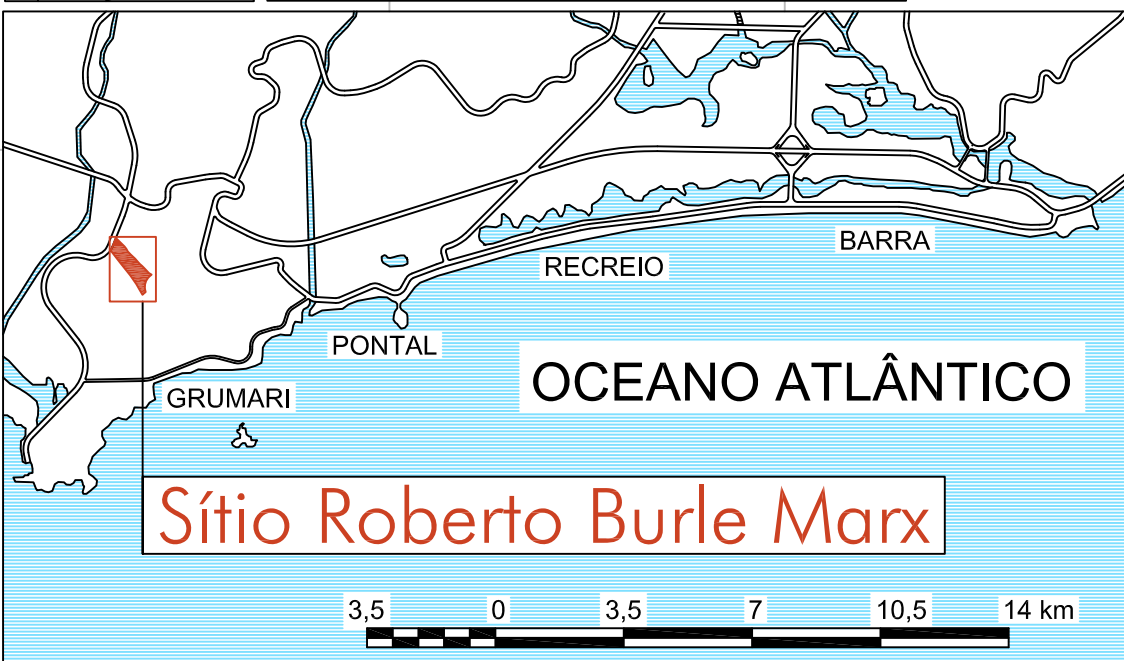 BARRA
RECREIO
PONTAL
OCEANO ATLÂNTICO
GRUMARI
Sítio Roberto Burle Marx
3,5 0 3,5 7 10,5 14 km